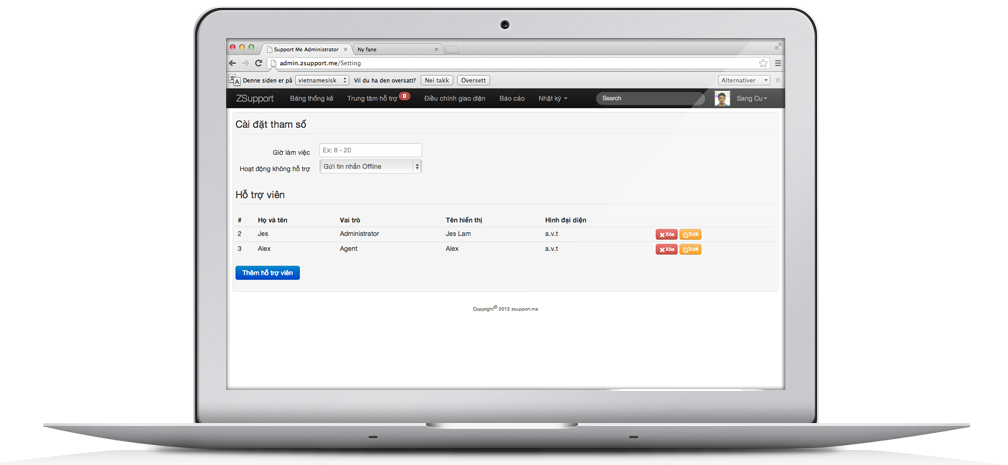 Support Me Administrator
Ny fane
admin.zsupport.me/Setting
Denne siden er på vietnamesisk Vil du ha den oversatt? Nei takk Oversett Alternativer
ZSupport Bảng thống kê Trung tâm hỗ trợ 0 Điều chỉnh giao diện Báo cáo Nhật ký Search Sang Cu
Cài đặt tham số
Giờ làm việc Ex: 8 - 20
Hoạt động không hỗ trợ Gửi tin nhắn Offline
Hỗ trợ viên
# Họ và tên Vai trò Tên hiển thị Hình đại diện
2 Jes Administrator Jes Lam a.v.t Xóa
3 Alex Agent Alex a.v.t Xóa
Thêm hỗ trợ viên
Copyright© 2012 zsupport.me